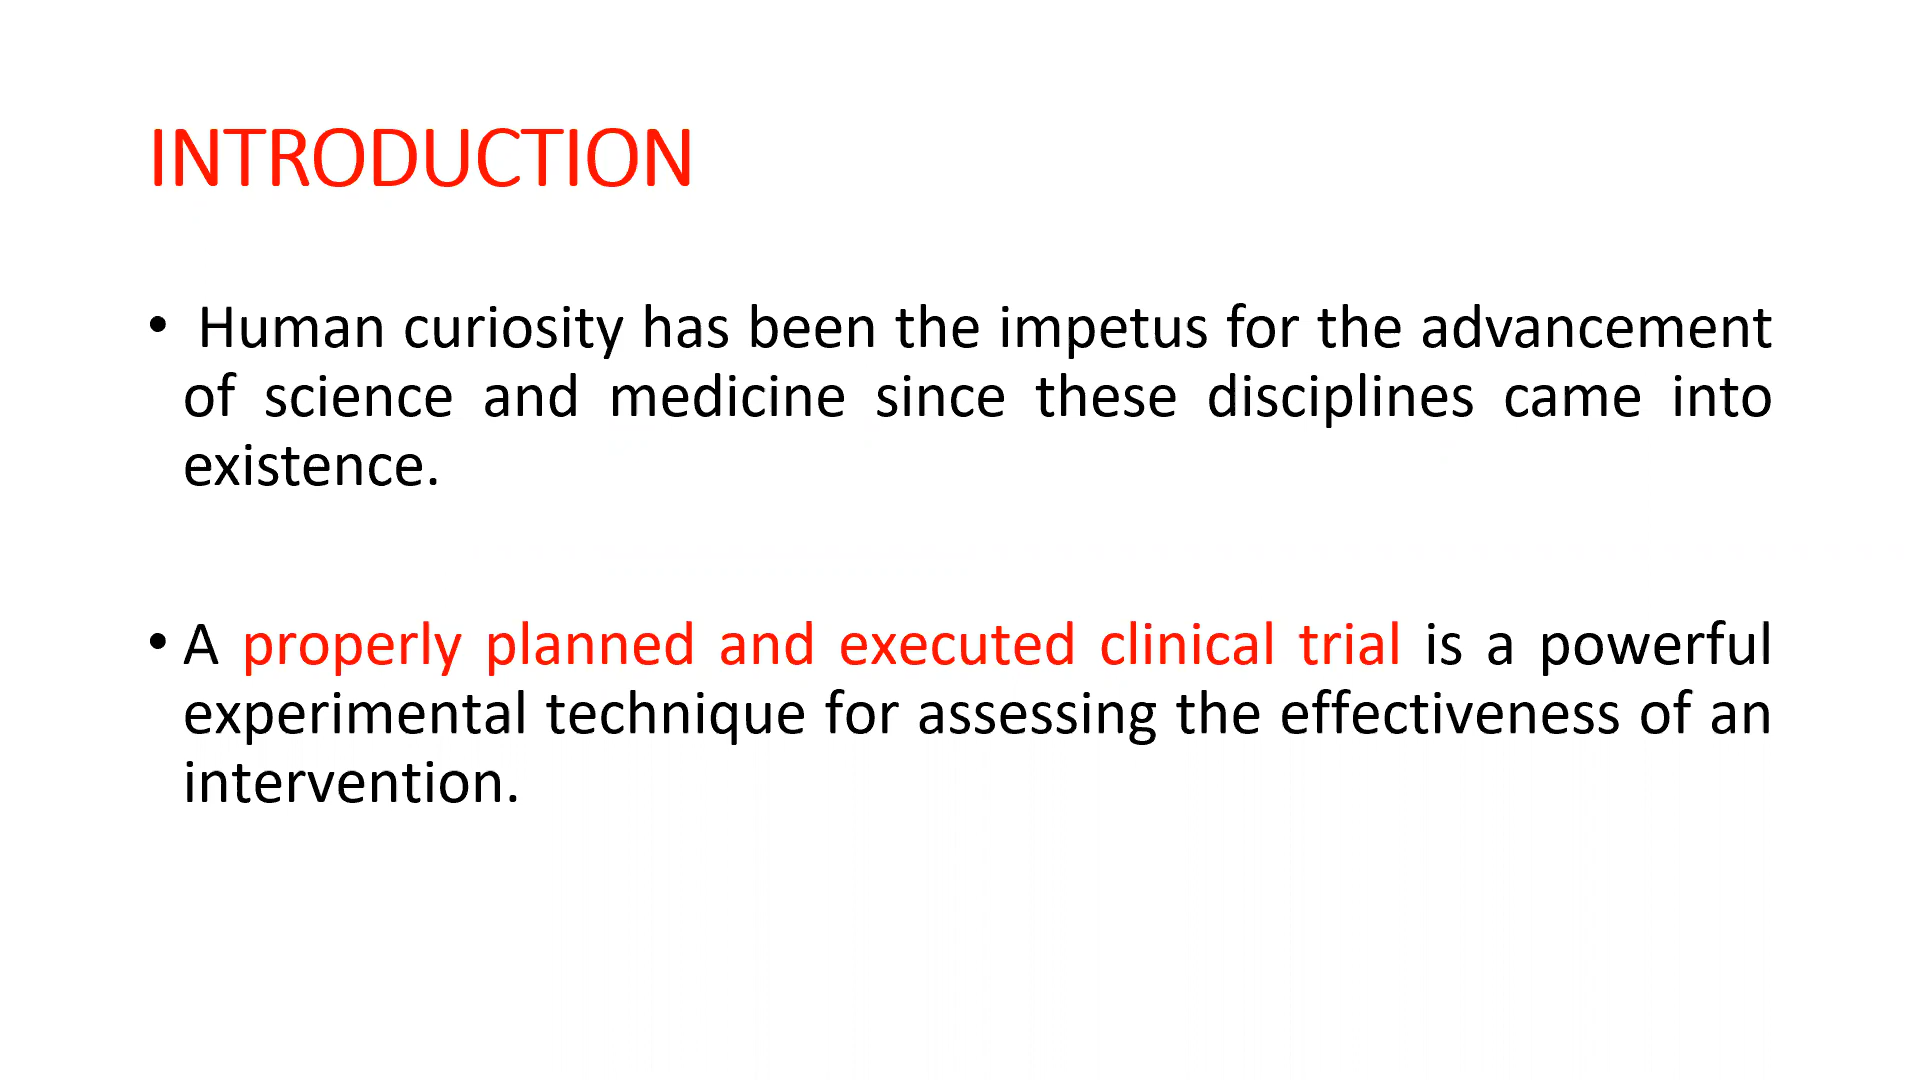 INTRODUCTION
• Human curiosity has been the impetus for the advancement
of science and medicine since these disciplines came into
existence.
• A properly planned and executed clinical trial is a powerful
experimental technique for assessing the effectiveness of an
intervention.